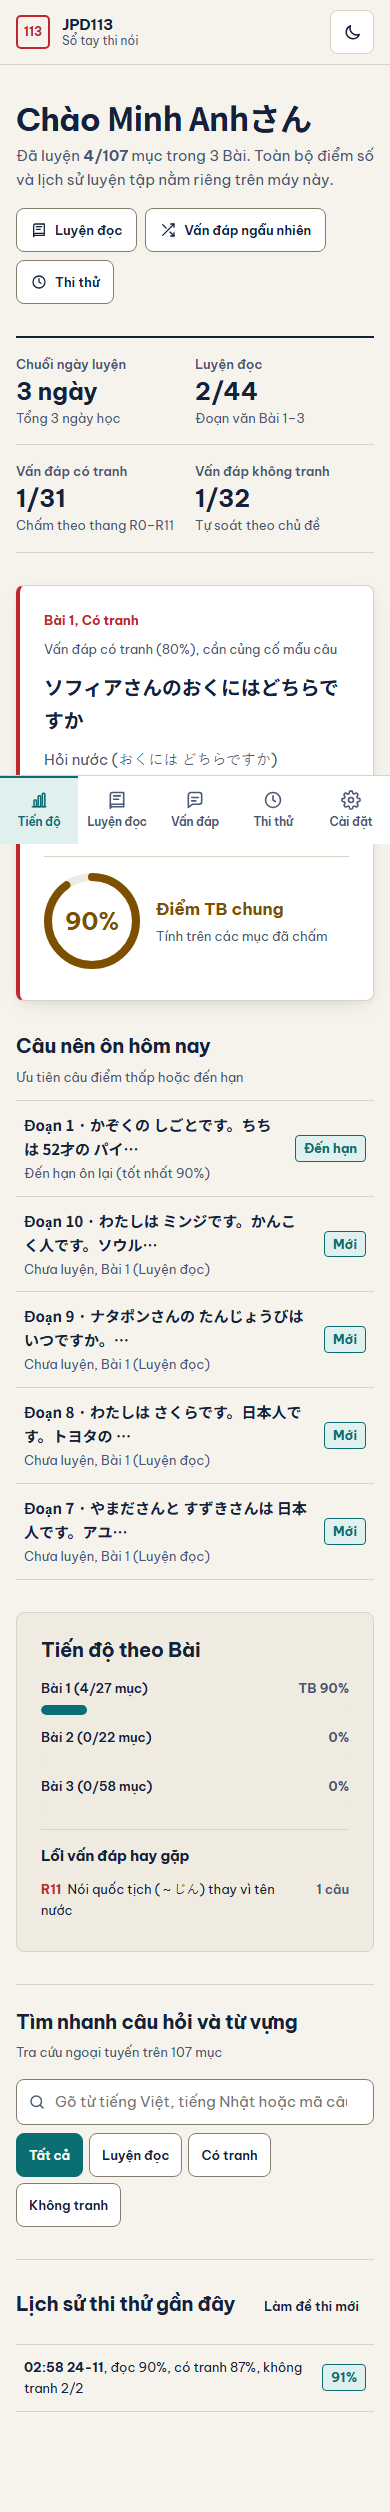 113
JPD113
Sổ tay thi nói
Chào Minh Anhさん
Đã luyện 4/107 mục trong 3 Bài. Toàn bộ điểm số
và lịch sử luyện tập nằm riêng trên máy này.
Luyện đọc
Vấn đáp ngẫu nhiên
Thi thử
Chuỗi ngày luyện
Luyện đọc
3 ngày
2/44
Tổng 3 ngày học
Đoạn văn Bài 1–3
Vấn đáp có tranh
Vấn đáp không tranh
1/31
1/32
Chấm theo thang R0–R11
Tự soát theo chủ đề
Bài 1, Có tranh
Vấn đáp có tranh (80%), cần củng cố mẫu câu
ソフィアさんのおくにはどちらで
すか
Hỏi nước (おくには どちらですか)
Tiến độ
Luyện đọc
Vấn đáp
Thi thử
Cài đặt
90%
Điểm TB chung
Tính trên các mục đã chấm
Câu nên ôn hôm nay
Ưu tiên câu điểm thấp hoặc đến hạn
Đoạn 1 · かぞくの しごとです。ちち
は 52才の パイ…
Đến hạn ôn lại (tốt nhất 90%)
Đến hạn
Đoạn 10 · わたしは ミンジです。かんこ
く人です。ソウル…
Chưa luyện, Bài 1 (Luyện đọc)
Mới
Đoạn 9 · ナタポンさんの たんじょうびは
いつですか。…
Chưa luyện, Bài 1 (Luyện đọc)
Mới
Đoạn 8 · わたしは さくらです。日本人で
す。トヨタの …
Chưa luyện, Bài 1 (Luyện đọc)
Mới
Đoạn 7 · やまださんと すずきさんは 日本
人です。アユ…
Chưa luyện, Bài 1 (Luyện đọc)
Mới
Tiến độ theo Bài
Bài 1 (4/27 mục)
TB 90%
Bài 2 (0/22 mục)
0%
Bài 3 (0/58 mục)
0%
Lỗi vấn đáp hay gặp
R11 Nói quốc tịch (～じん) thay vì tên
nước
1 câu
Tìm nhanh câu hỏi và từ vựng
Tra cứu ngoại tuyến trên 107 mục
Gõ từ tiếng Việt, tiếng Nhật hoặc mã câu
Tất cả
Luyện đọc
Có tranh
Không tranh
Lịch sử thi thử gần đây
Làm đề thi mới
02:58 24-11, đọc 90%, có tranh 87%, không
tranh 2/2
91%